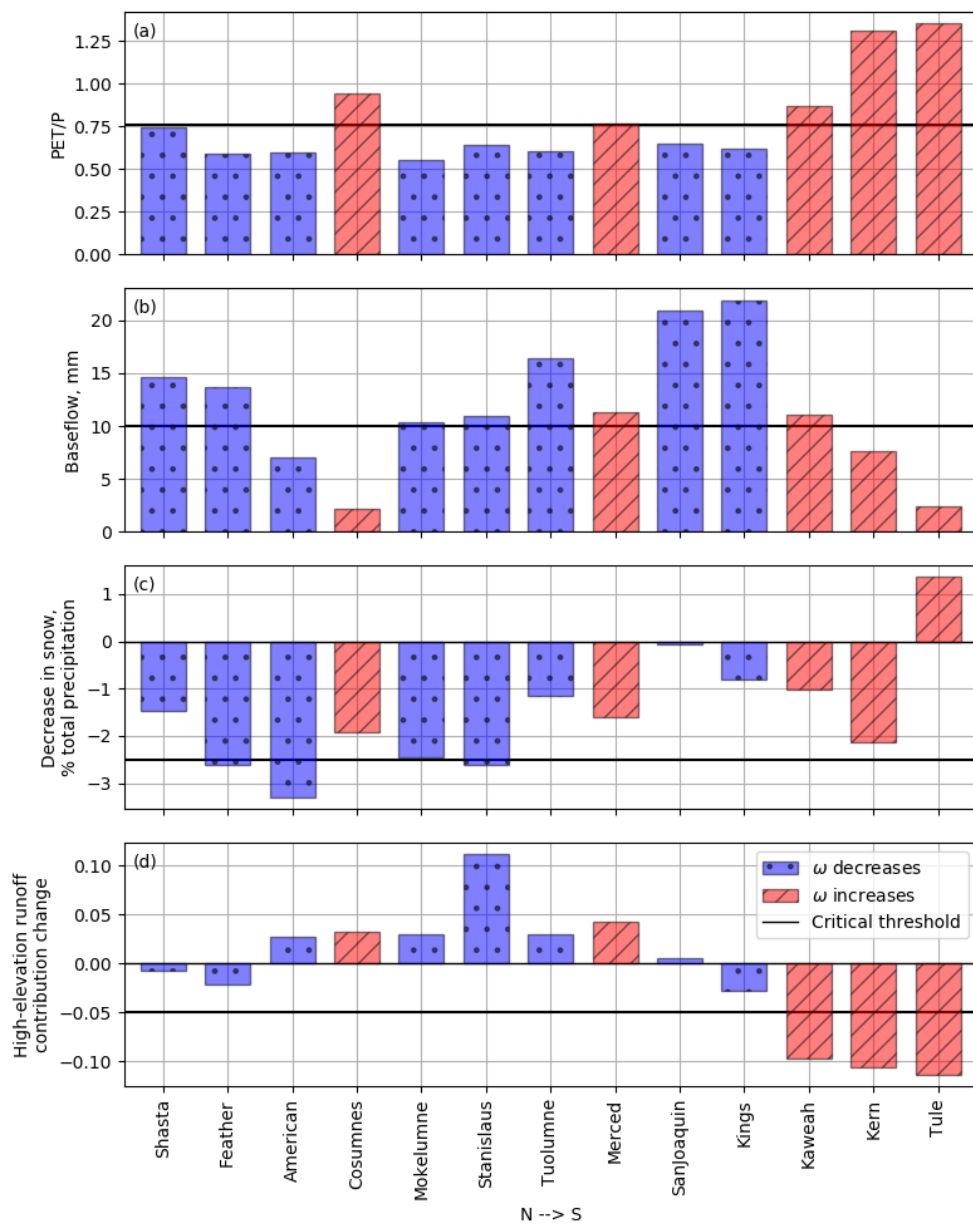 (a)
1.25
1.00
0.75
0.50
0.25
0.00
PET/P
(b)
20
15
10
5
0
Baseflow, mm
(c)
1
0
−1
−2
−3
Decrease in snow,
% total precipitation
(d)
0.10
0.05
0.00
−0.05
−0.10
High-elevation runoff
contribution change
ω decreases
ω increases
Critical threshold
Shasta
Feather
American
Cosumnes
Mokelumne
Stanislaus
Tuolumne
Merced
SanJoaquin
Kings
Kaweah
Kern
Tule
N --> S